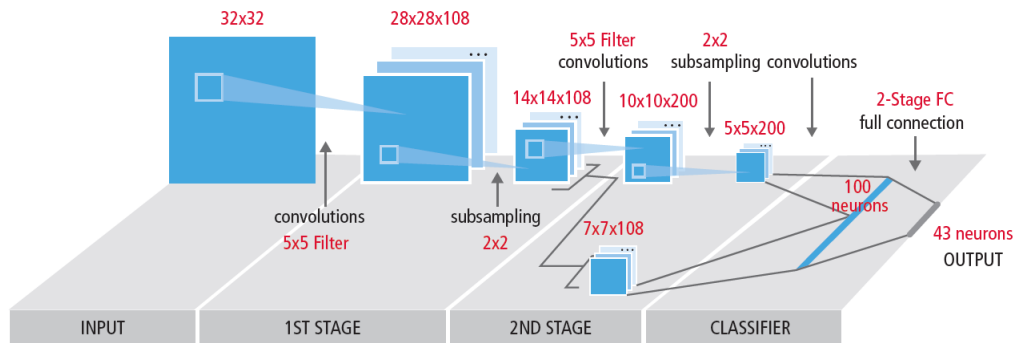 32x32
28x28x108
5x5 Filter
convolutions
2x2
subsampling
convolutions
14x14x108
10x10x200
5x5x200
2-Stage FC
full connection
convolutions
5x5 Filter
subsampling
2x2
7x7x108
100
neurons
43 neurons
OUTPUT
INPUT
1ST STAGE
2ND STAGE
CLASSIFIER